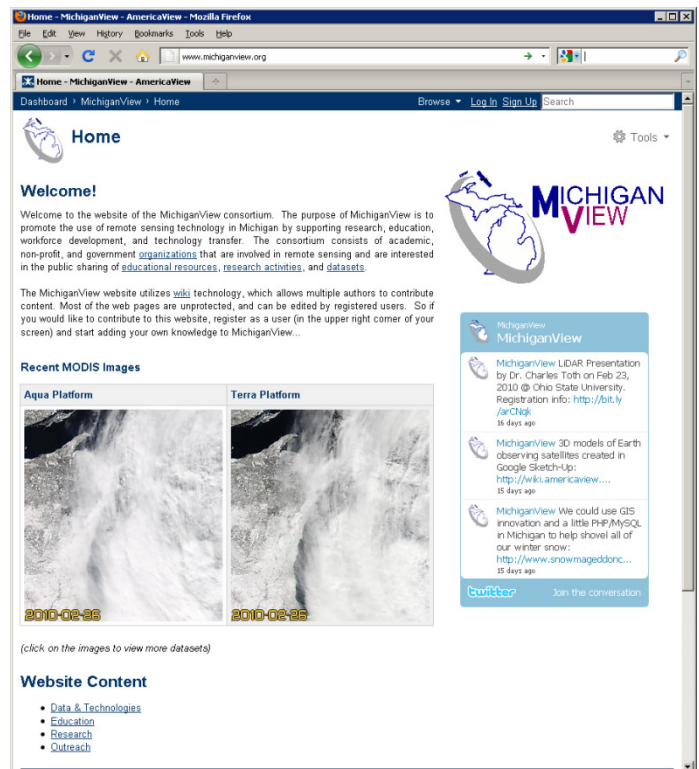 Home - MichiganView - AmericaView - Mozilla Firefox
File Edit View History Bookmarks Tools Help
www.michiganview.org
Home - MichiganView - AmericaView
Dashboard › MichiganView › Home Browse Log In Sign Up Search
Home
Tools
Welcome!
Welcome to the website of the MichiganView consortium. The purpose of MichiganView is to
promote the use of remote sensing technology in Michigan by supporting research, education,
workforce development, and technology transfer. The consortium consists of academic,
non-profit, and government organizations that are involved in remote sensing and are interested
in the public sharing of educational resources, research activities, and datasets.
The MichiganView website utilizes wiki technology, which allows multiple authors to contribute
content. Most of the web pages are unprotected, and can be edited by registered users. So if
you would like to contribute to this website, register as a user (in the upper right corner of your
screen) and start adding your own knowledge to MichiganView...
Recent MODIS Images
Aqua Platform Terra Platform
2010-02-26 2010-02-26
(click on the images to view more datasets)
Website Content
• Data & Technologies
• Education
• Research
• Outreach
MICHIGAN
VIEW
MichiganView
MichiganView
MichiganView LiDAR Presentation
by Dr. Charles Toth on Feb 23,
2010 @ Ohio State University.
Registration info: http://bit.ly
/arCNqk
16 days ago
MichiganView 3D models of Earth
observing satellites created in
Google Sketch-Up:
http://wiki.americaview....
15 days ago
MichiganView We could use GIS
innovation and a little PHP/MySQL
in Michigan to help shovel all of
our winter snow:
http://www.snowmageddonc...
15 days ago
twitter Join the conversation